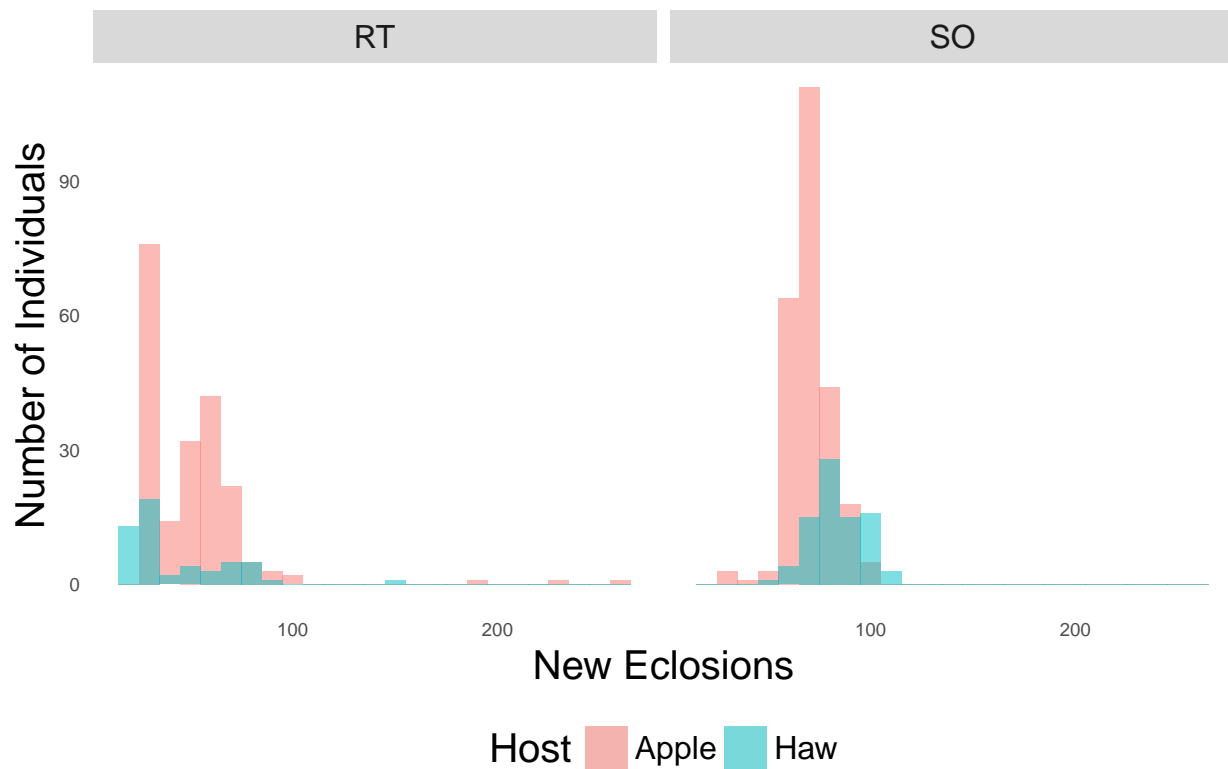 RT SO
Number of Individuals
90
60
30
0
100 200 100 200
New Eclosions
Host Apple Haw